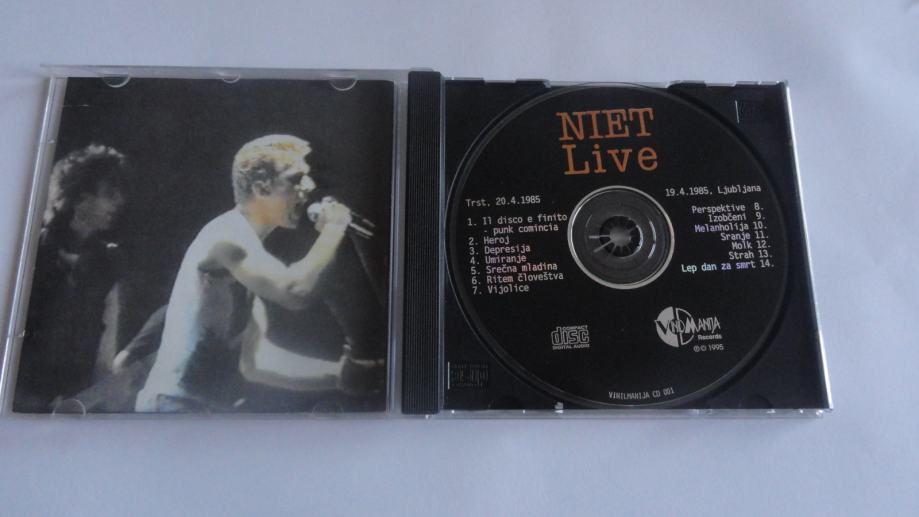 NIET
Live
Trst, 20.4.1985
1. Il disco e finito
- punk comincia
2. Heroj
3. Depresija
4. Umiranje
5. Srečna mladina
6. Ritem človeštva
7. Vijolice
19.4.1985, Ljubljana
Perspektive 8.
Izobčeni 9.
Melanholija 10.
Sranje 11.
Molk 12.
Strah 13.
Lep dan za smrt 14.
COMPACT
disc
DIGITAL AUDIO
VINILMANIJA
Records
℗ © 1995
VINILMANIJA CD 001